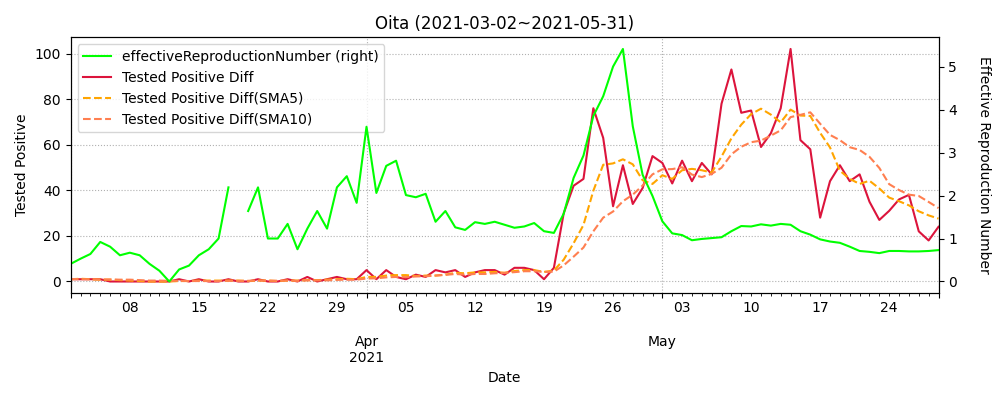 Oita (2021-03-02~2021-05-31)
effectiveReproductionNumber (right)
Tested Positive Diff
Tested Positive Diff(SMA5)
Tested Positive Diff(SMA10)
Tested Positive
100
80
60
40
20
0
Effective Reproduction Number
5
4
3
2
1
0
08 15 22 29 05 12 19 26 03 10 17 24
Apr May
2021
Date